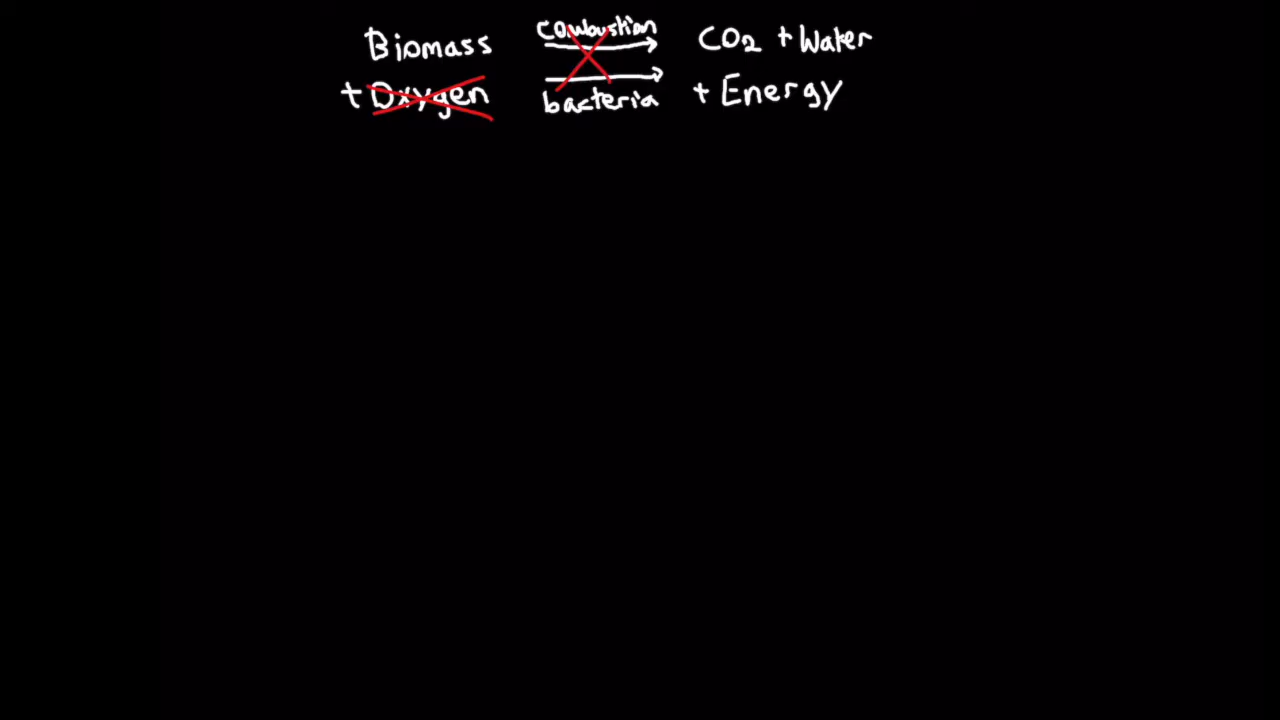 Biomass combustion CO2 + Water
+ Oxygen bacteria + Energy